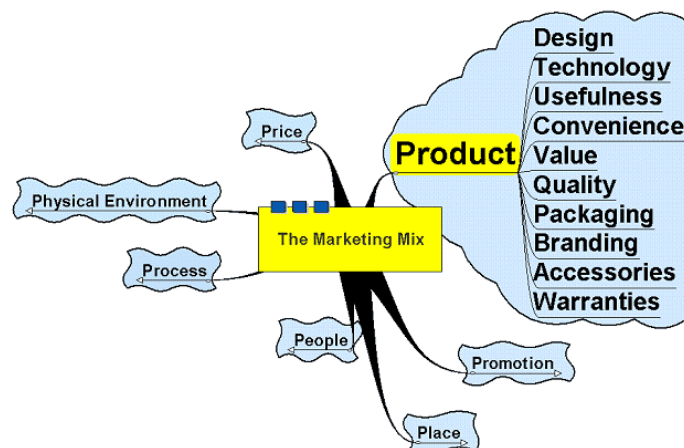 Design
Technology
Usefulness
Convenience
Value
Quality
Packaging
Branding
Accessories
Warranties
Product
Price
Physical Environment
The Marketing Mix
Process
People
Promotion
Place